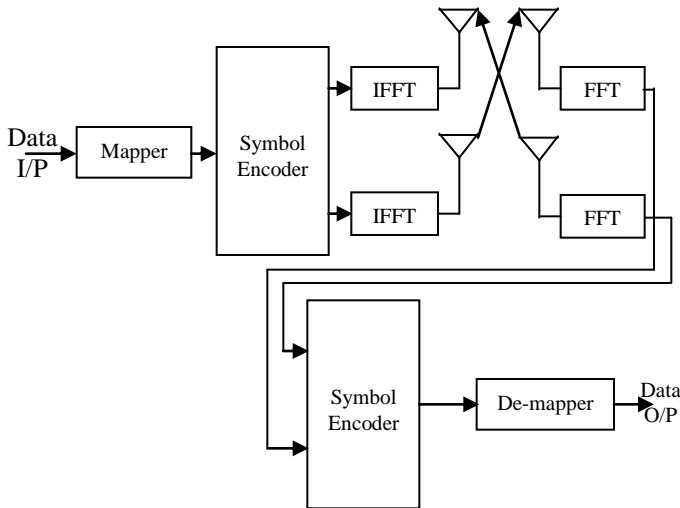 IFFT
FFT
Data
I/P
Mapper
Symbol
Encoder
IFFT
FFT
Symbol
Encoder
De-mapper
Data
O/P